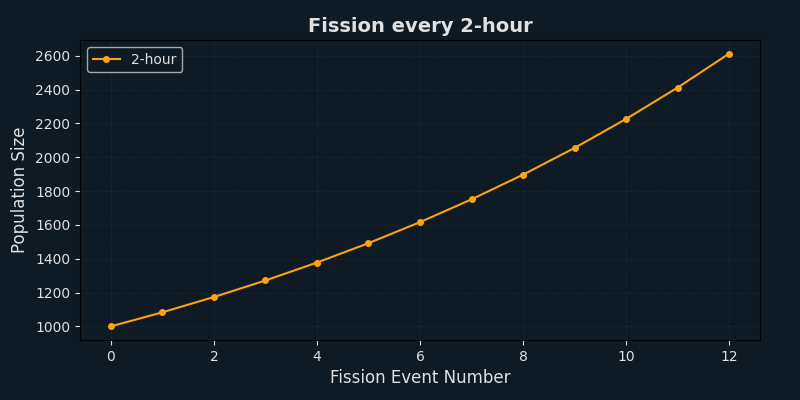 Fission every 2-hour
2-hour
Population Size
2600
2400
2200
2000
1800
1600
1400
1200
1000
0 2 4 6 8 10 12
Fission Event Number